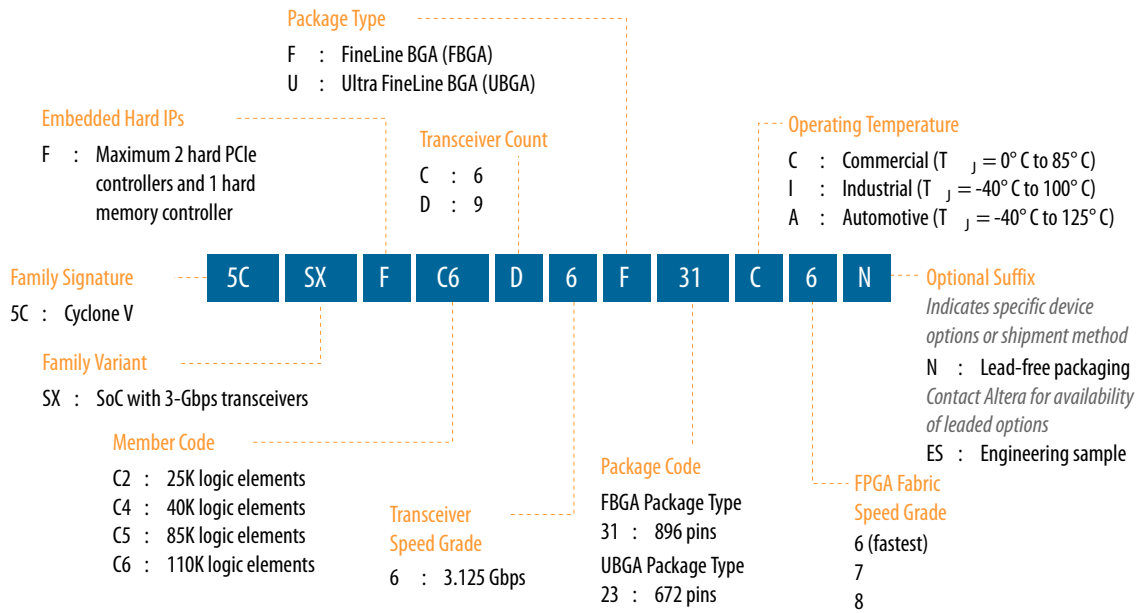 Package Type
F : FineLine BGA (FBGA)
U : Ultra FineLine BGA (UBGA)
Embedded Hard IPs
F : Maximum 2 hard PCIe
controllers and 1 hard
memory controller
Transceiver Count
C : 6
D : 9
Operating Temperature
C : Commercial (T J = 0° C to 85° C)
I : Industrial (T J = -40° C to 100° C)
A : Automotive (T J = -40° C to 125° C)
5C SX F C6 D 6 F 31 C 6 N
Family Signature
5C : Cyclone V
Optional Suffix
Indicates specific device
options or shipment method
N : Lead-free packaging
Contact Altera for availability
of leaded options
ES : Engineering sample
Family Variant
SX : SoC with 3-Gbps transceivers
Member Code
C2 : 25K logic elements
C4 : 40K logic elements
C5 : 85K logic elements
C6 : 110K logic elements
Transceiver
Speed Grade
6 : 3.125 Gbps
Package Code
FBGA Package Type
31 : 896 pins
UBGA Package Type
23 : 672 pins
FPGA Fabric
Speed Grade
6 (fastest)
7
8